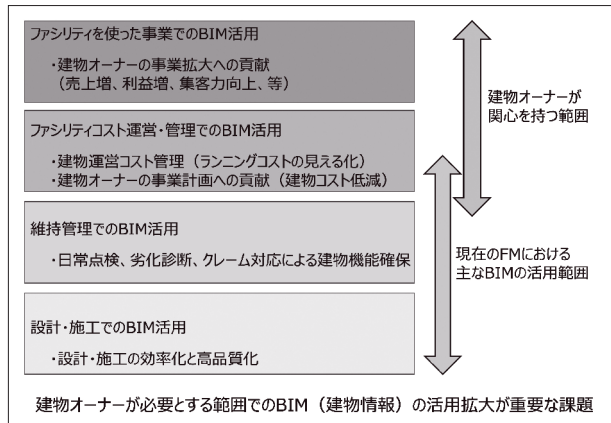 ファシリティを使った事業でのBIM活用
・建物オーナーの事業拡大への貢献
（売上増、利益増、集客力向上、等）
ファシリティコスト運営・管理でのBIM活用
・建物運営コスト管理（ランニングコストの見える化）
・建物オーナーの事業計画への貢献（建物コスト低減）
維持管理でのBIM活用
・日常点検、劣化診断、クレーム対応による建物機能確保
設計・施工でのBIM活用
・設計・施工の効率化と高品質化
建物オーナーが
関心を持つ範囲
現在のFMにおける
主なBIMの活用範囲
建物オーナーが必要とする範囲でのBIM（建物情報）の活用拡大が重要な課題